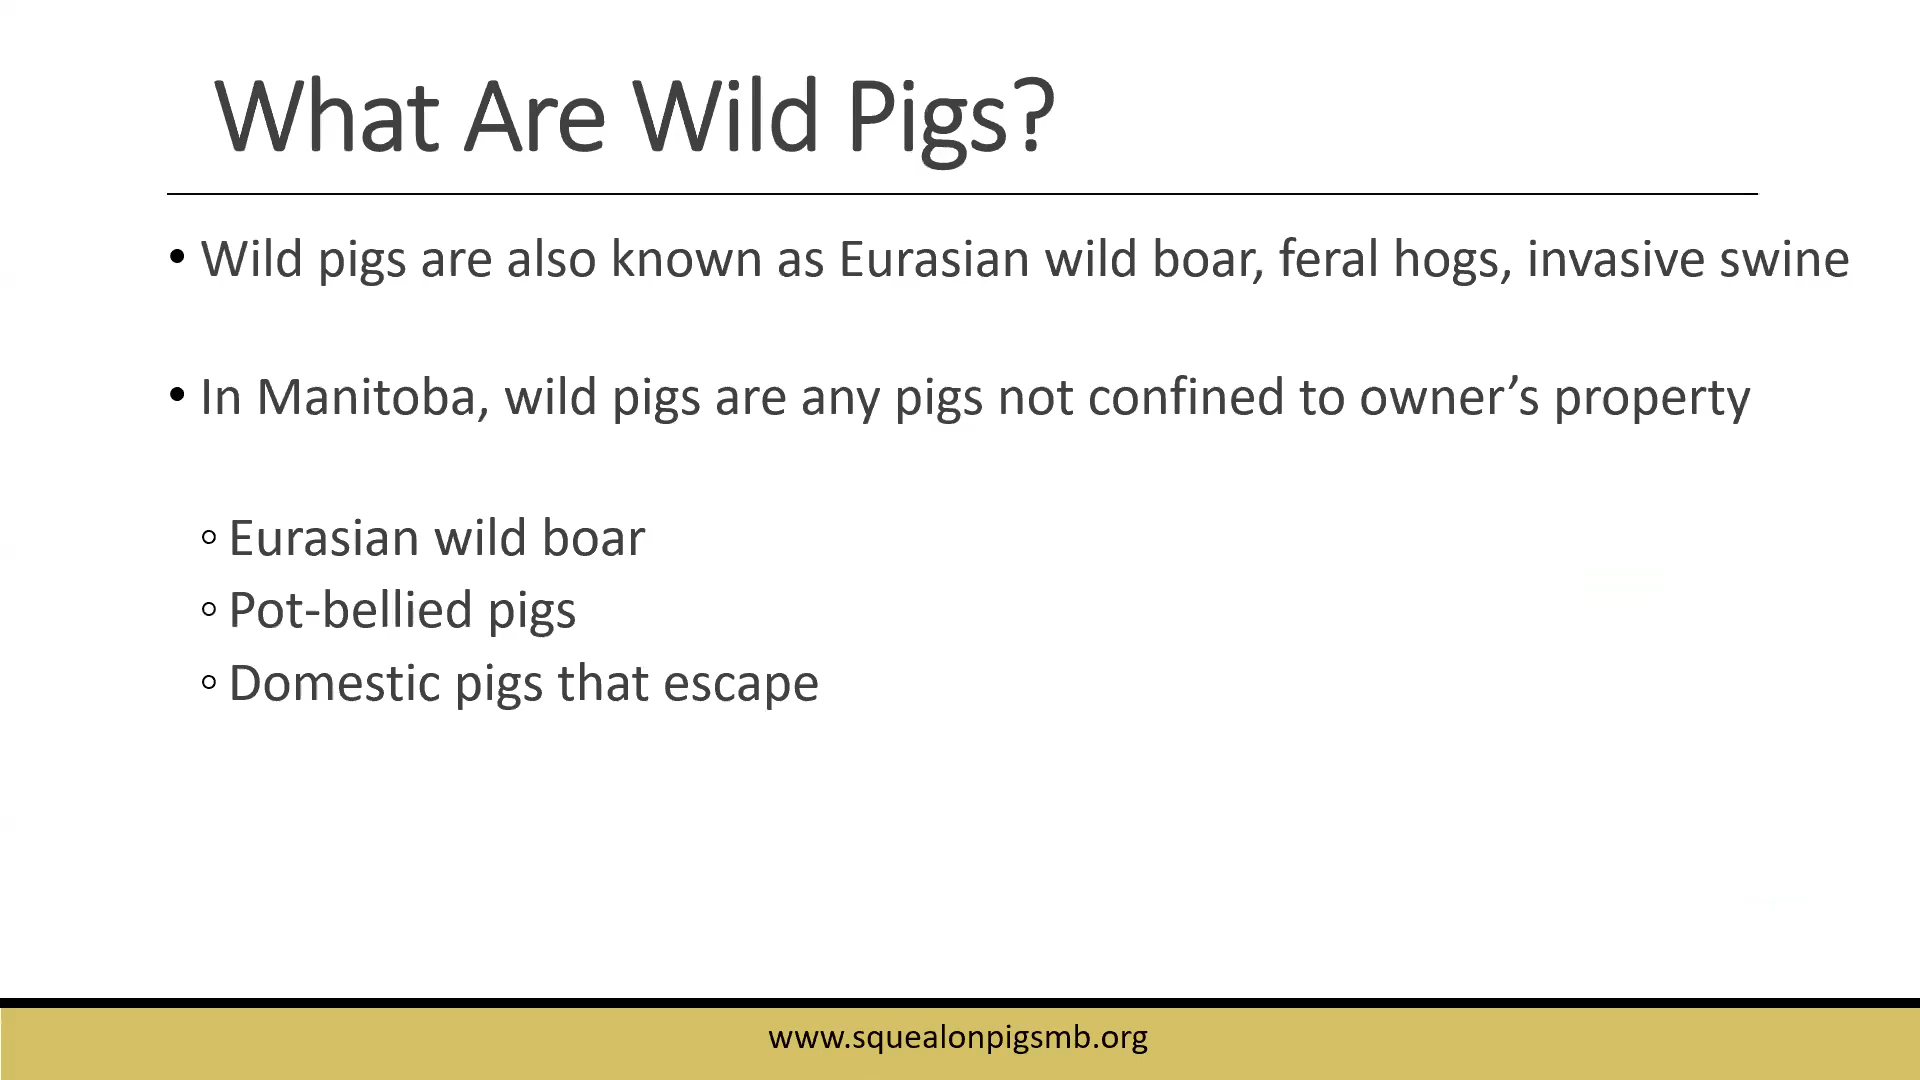 What Are Wild Pigs?
• Wild pigs are also known as Eurasian wild boar, feral hogs, invasive swine
• In Manitoba, wild pigs are any pigs not confined to owner’s property
◦ Eurasian wild boar
◦ Pot-bellied pigs
◦ Domestic pigs that escape
www.squealonpigsmb.org